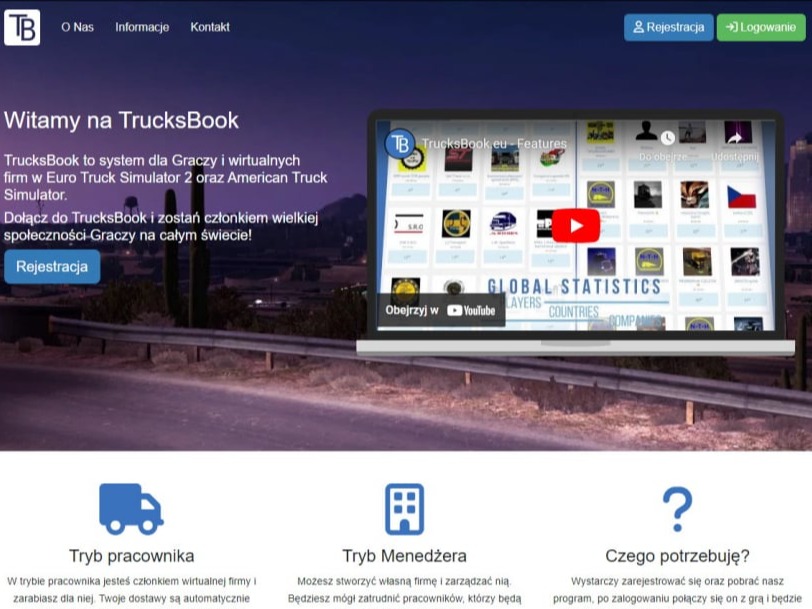 TB
O Nas
Informacje
Kontakt
Rejestracja
Logowanie
Witamy na TrucksBook
TrucksBook to system dla Graczy i wirtualnych
firm w Euro Truck Simulator 2 oraz American Truck
Simulator.
Dołącz do TrucksBook i zostań członkiem wielkiej
społeczności Graczy na całym świecie!
Rejestracja
TB
TrucksBook.eu - Features
Do obejrze...
Udostępnij
S.R.O
GLOBAL STATISTICS
PLAYERS
COUNTRIES
COMPANIES
Obejrzyj w YouTube
Tryb pracownika
W trybie pracownika jesteś członkiem wirtualnej firmy i
zarabiasz dla niej. Twoje dostawy są automatycznie
Tryb Menedżera
Możesz stworzyć własną firmę i zarządzać nią.
Będziesz mógł zatrudnić pracowników, którzy będą
Czego potrzebuję?
Wystarczy zarejestrować się oraz pobrać nasz
program, po zalogowaniu połączy się on z grą i będzie